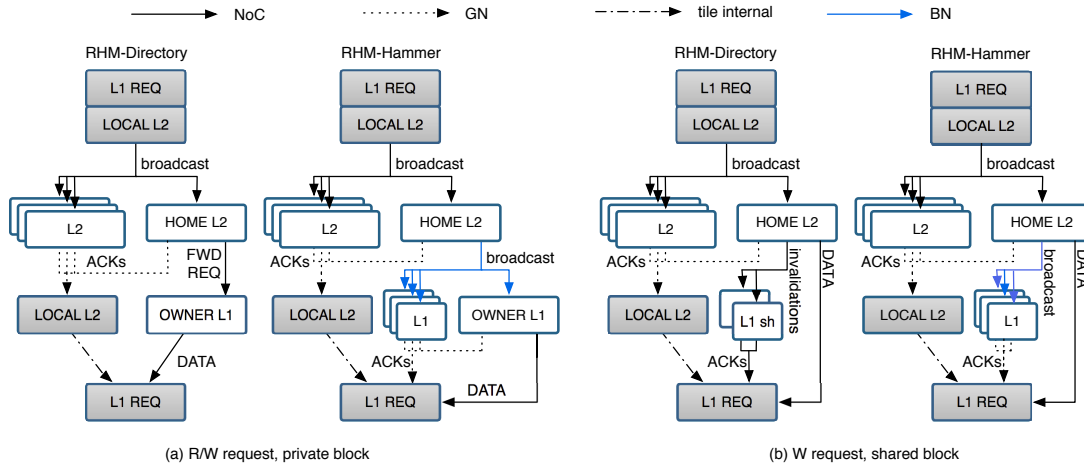 NoC
GN
tile internal
BN
RHM-Directory
RHM-Hammer
RHM-Directory
RHM-Hammer
L1 REQ
L1 REQ
L1 REQ
L1 REQ
LOCAL L2
LOCAL L2
LOCAL L2
LOCAL L2
broadcast
broadcast
broadcast
broadcast
L2
HOME L2
L2
HOME L2
L2
HOME L2
L2
HOME L2
ACKs
FWD
REQ
ACKs
broadcast
ACKs
invalidations
DATA
ACKs
broadcast
DATA
LOCAL L2
OWNER L1
LOCAL L2
L1
OWNER L1
LOCAL L2
L1 sh
LOCAL L2
L1
DATA
ACKs
ACKs
ACKs
L1 REQ
L1 REQ
DATA
L1 REQ
L1 REQ
(a) R/W request, private block
(b) W request, shared block